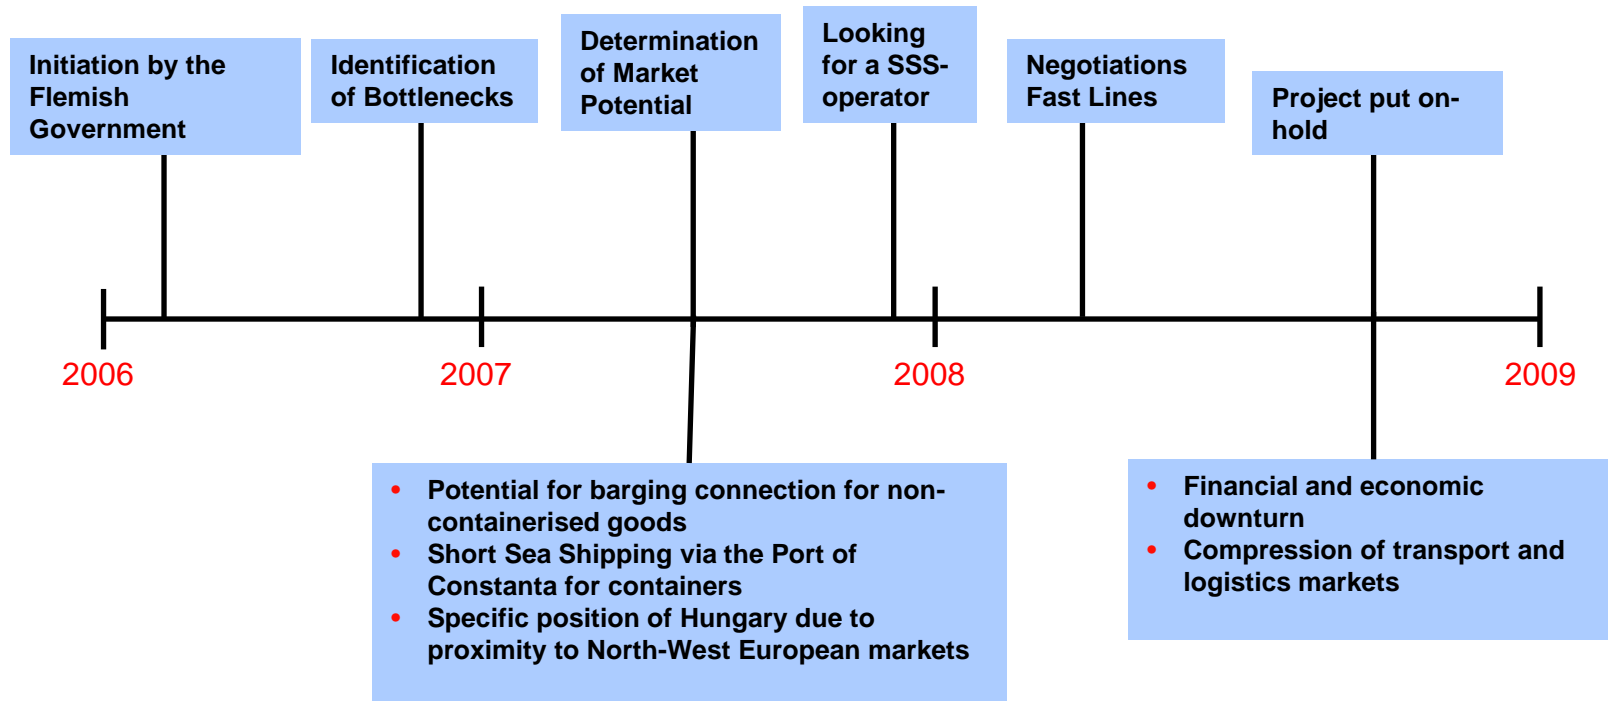 Initiation by the
Flemish
Government
Identification
of Bottlenecks
Determination
of Market
Potential
Looking
for a SSS-
operator
Negotiations
Fast Lines
Project put on-
hold
2006
2007
2008
2009
• Potential for barging connection for non-
containerised goods
• Short Sea Shipping via the Port of
Constanta for containers
• Specific position of Hungary due to
proximity to North-West European markets
• Financial and economic
downturn
• Compression of transport and
logistics markets